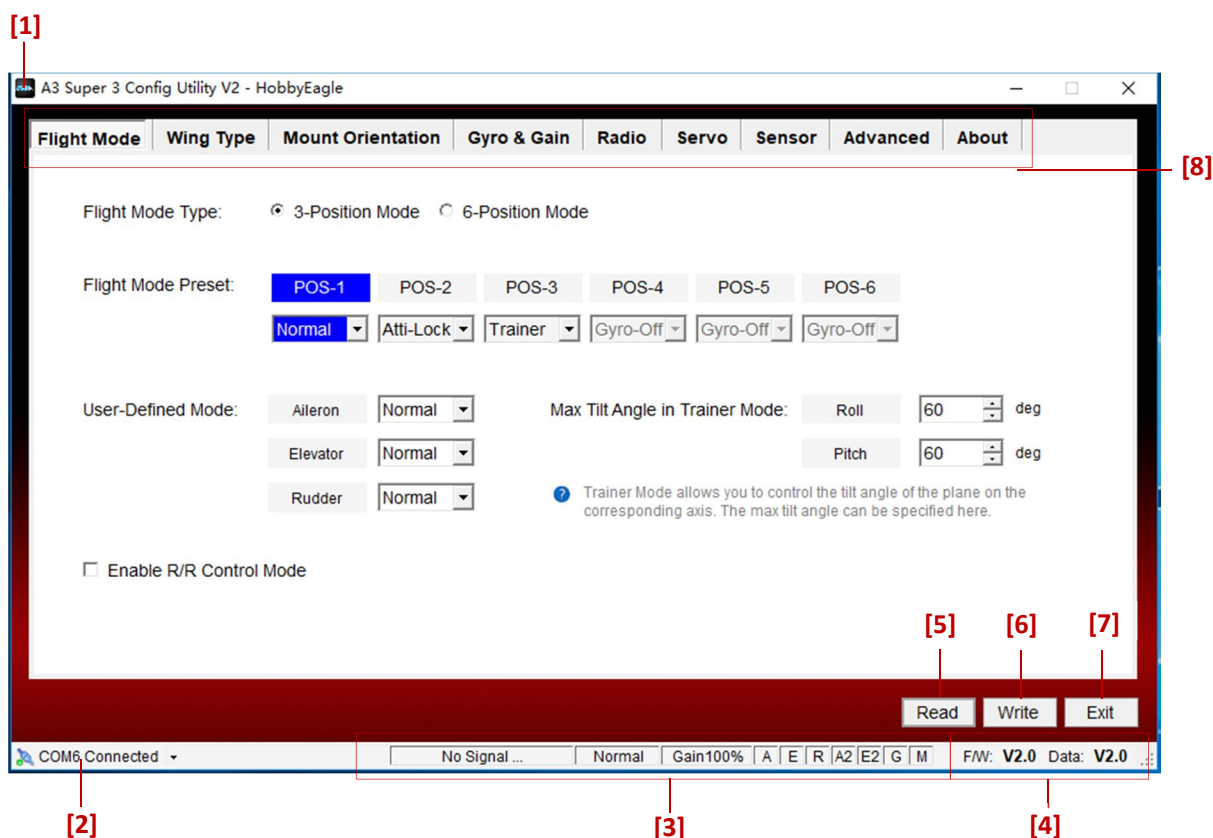 [1]
A3 Super 3 Config Utility V2 - HobbyEagle
Flight Mode Wing Type Mount Orientation Gyro & Gain Radio Servo Sensor Advanced About
[8]
Flight Mode Type: 3-Position Mode 6-Position Mode
Flight Mode Preset: POS-1 POS-2 POS-3 POS-4 POS-5 POS-6
Normal Atti-Lock Trainer Gyro-Off Gyro-Off Gyro-Off
User-Defined Mode: Aileron Normal Max Tilt Angle in Trainer Mode: Roll 60 deg
Elevator Normal Pitch 60 deg
Rudder Normal ? Trainer Mode allows you to control the tilt angle of the plane on the
corresponding axis. The max tilt angle can be specified here.
Enable R/R Control Mode
[5] [6] [7]
Read Write Exit
COM6 Connected No Signal ... Normal Gain100% A E R A2 E2 G M F/W: V2.0 Data: V2.0
[2] [3] [4]